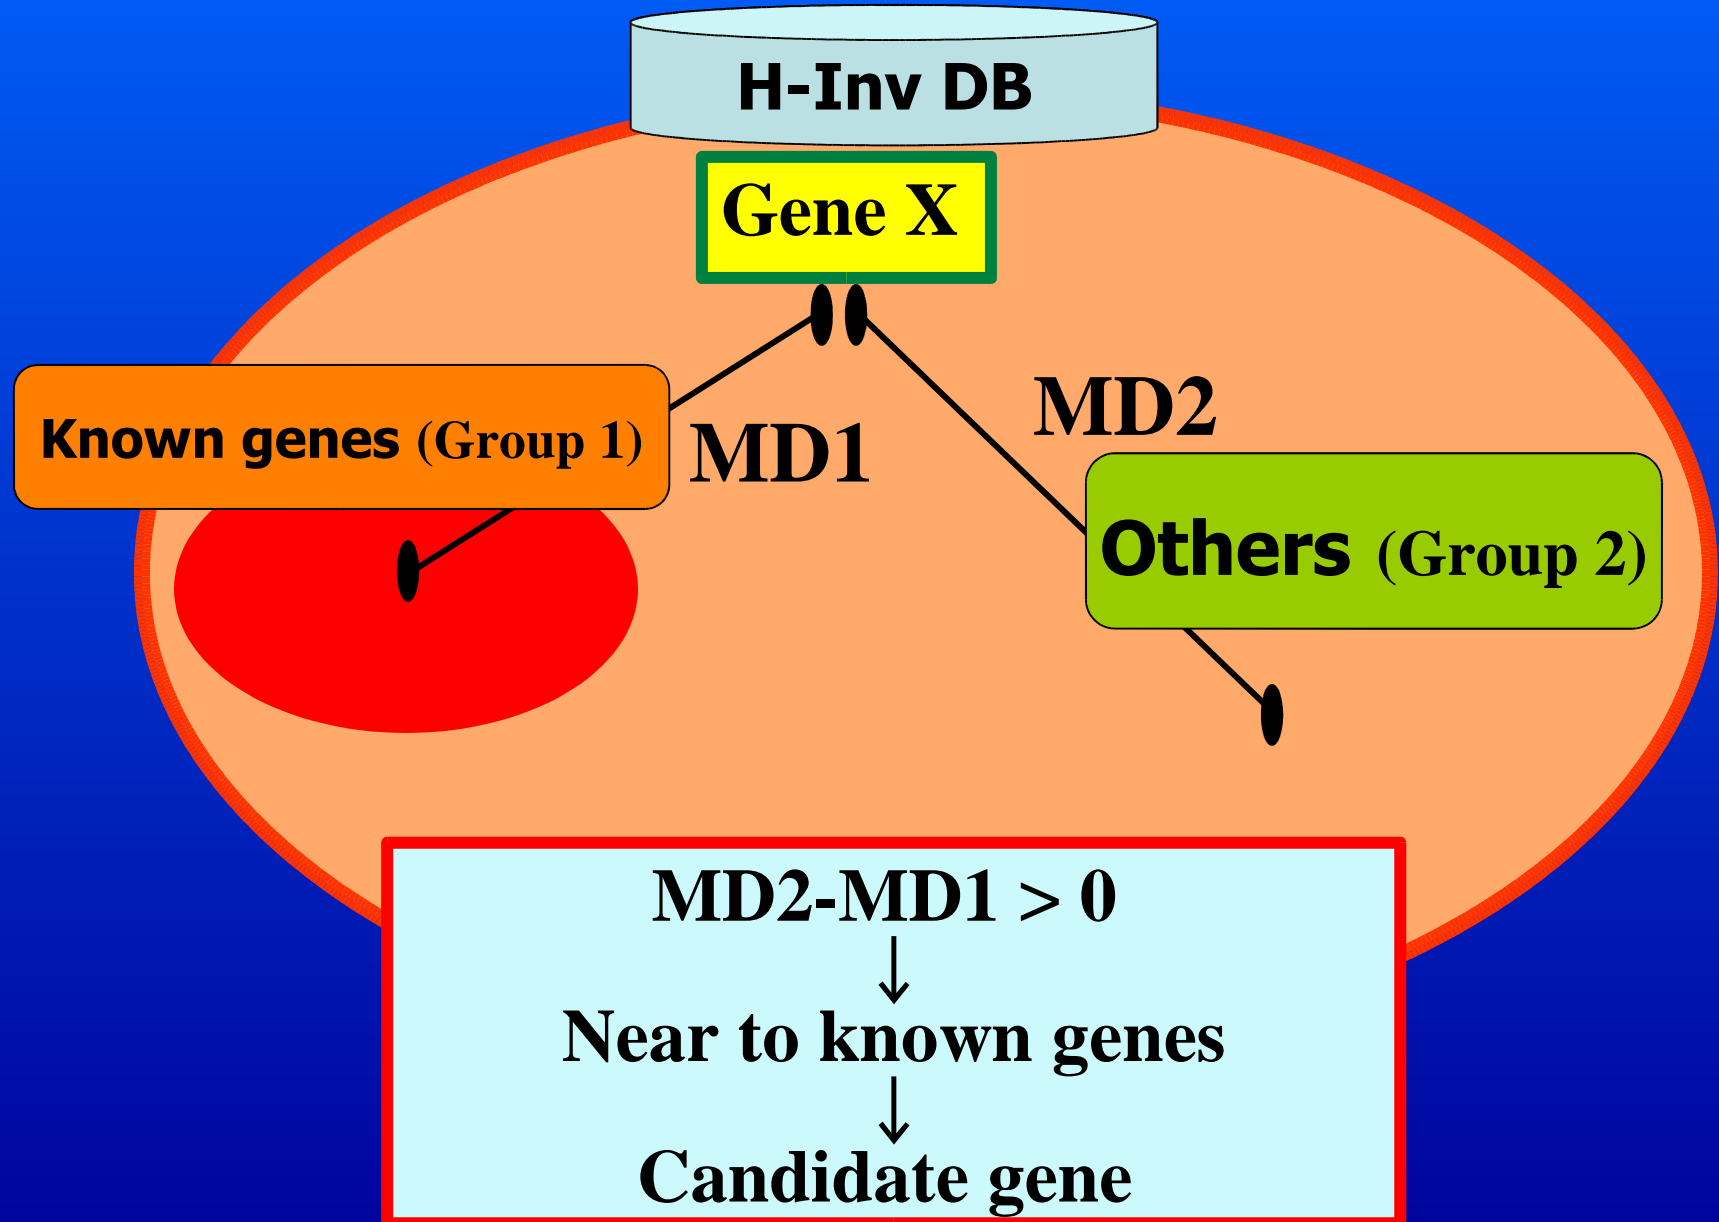 H-Inv DB
Gene X
MD2
Known genes (Group 1)
MD1
Others (Group 2)
MD2-MD1 > 0
↓
Near to known genes
↓
Candidate gene